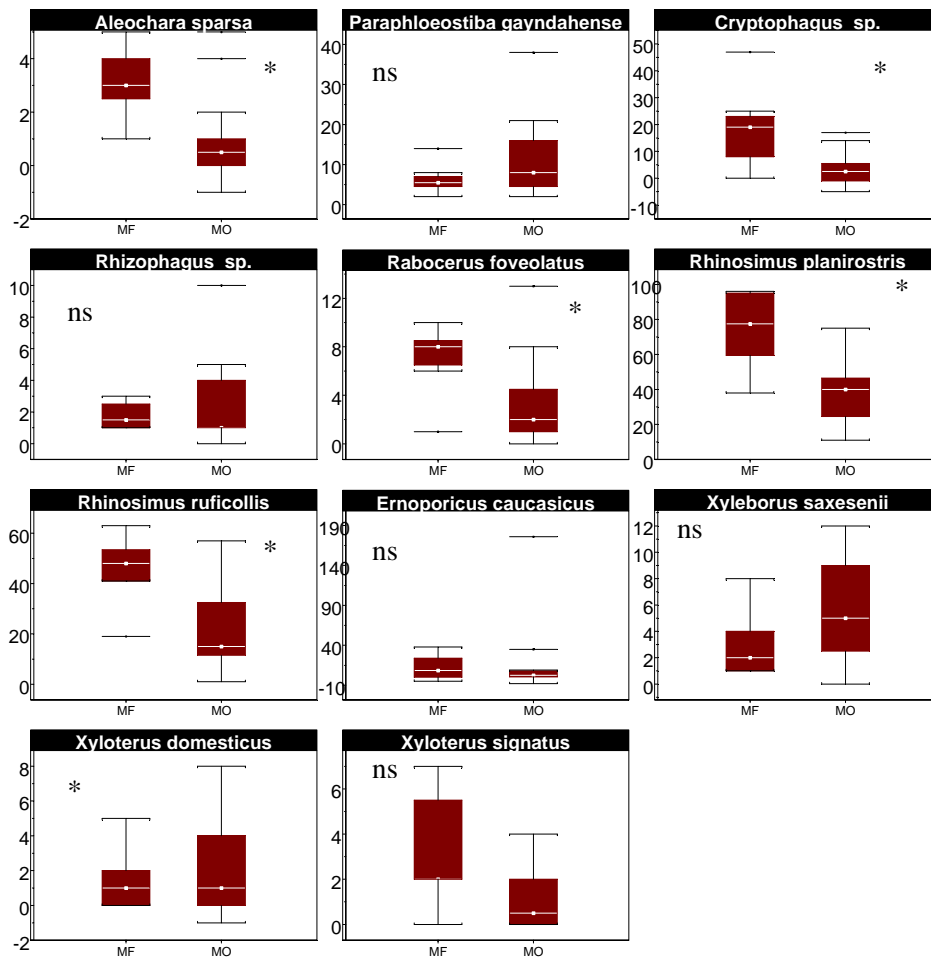 Aleochara sparsa
4
2
0
-2
*
MF
MO
Paraphloeostiba gayndahense
40
30
20
10
0
ns
MF
MO
Cryptophagus sp.
50
40
30
20
10
0
-10
*
MF
MO
Rhizophagus sp.
10
8
6
4
2
0
ns
MF
MO
Rabocerus foveolatus
12
8
4
0
*
MF
MO
Rhinosimus planirostris
100
80
60
40
20
0
*
MF
MO
Rhinosimus ruficollis
60
40
20
0
*
MF
MO
Ernoporicus caucasicus
190
140
90
40
-10
ns
MF
MO
Xyleborus saxesenii
12
10
8
6
4
2
0
ns
MF
MO
Xyloterus domesticus
8
6
4
2
0
-2
*
MF
MO
Xyloterus signatus
6
4
2
0
ns
MF
MO